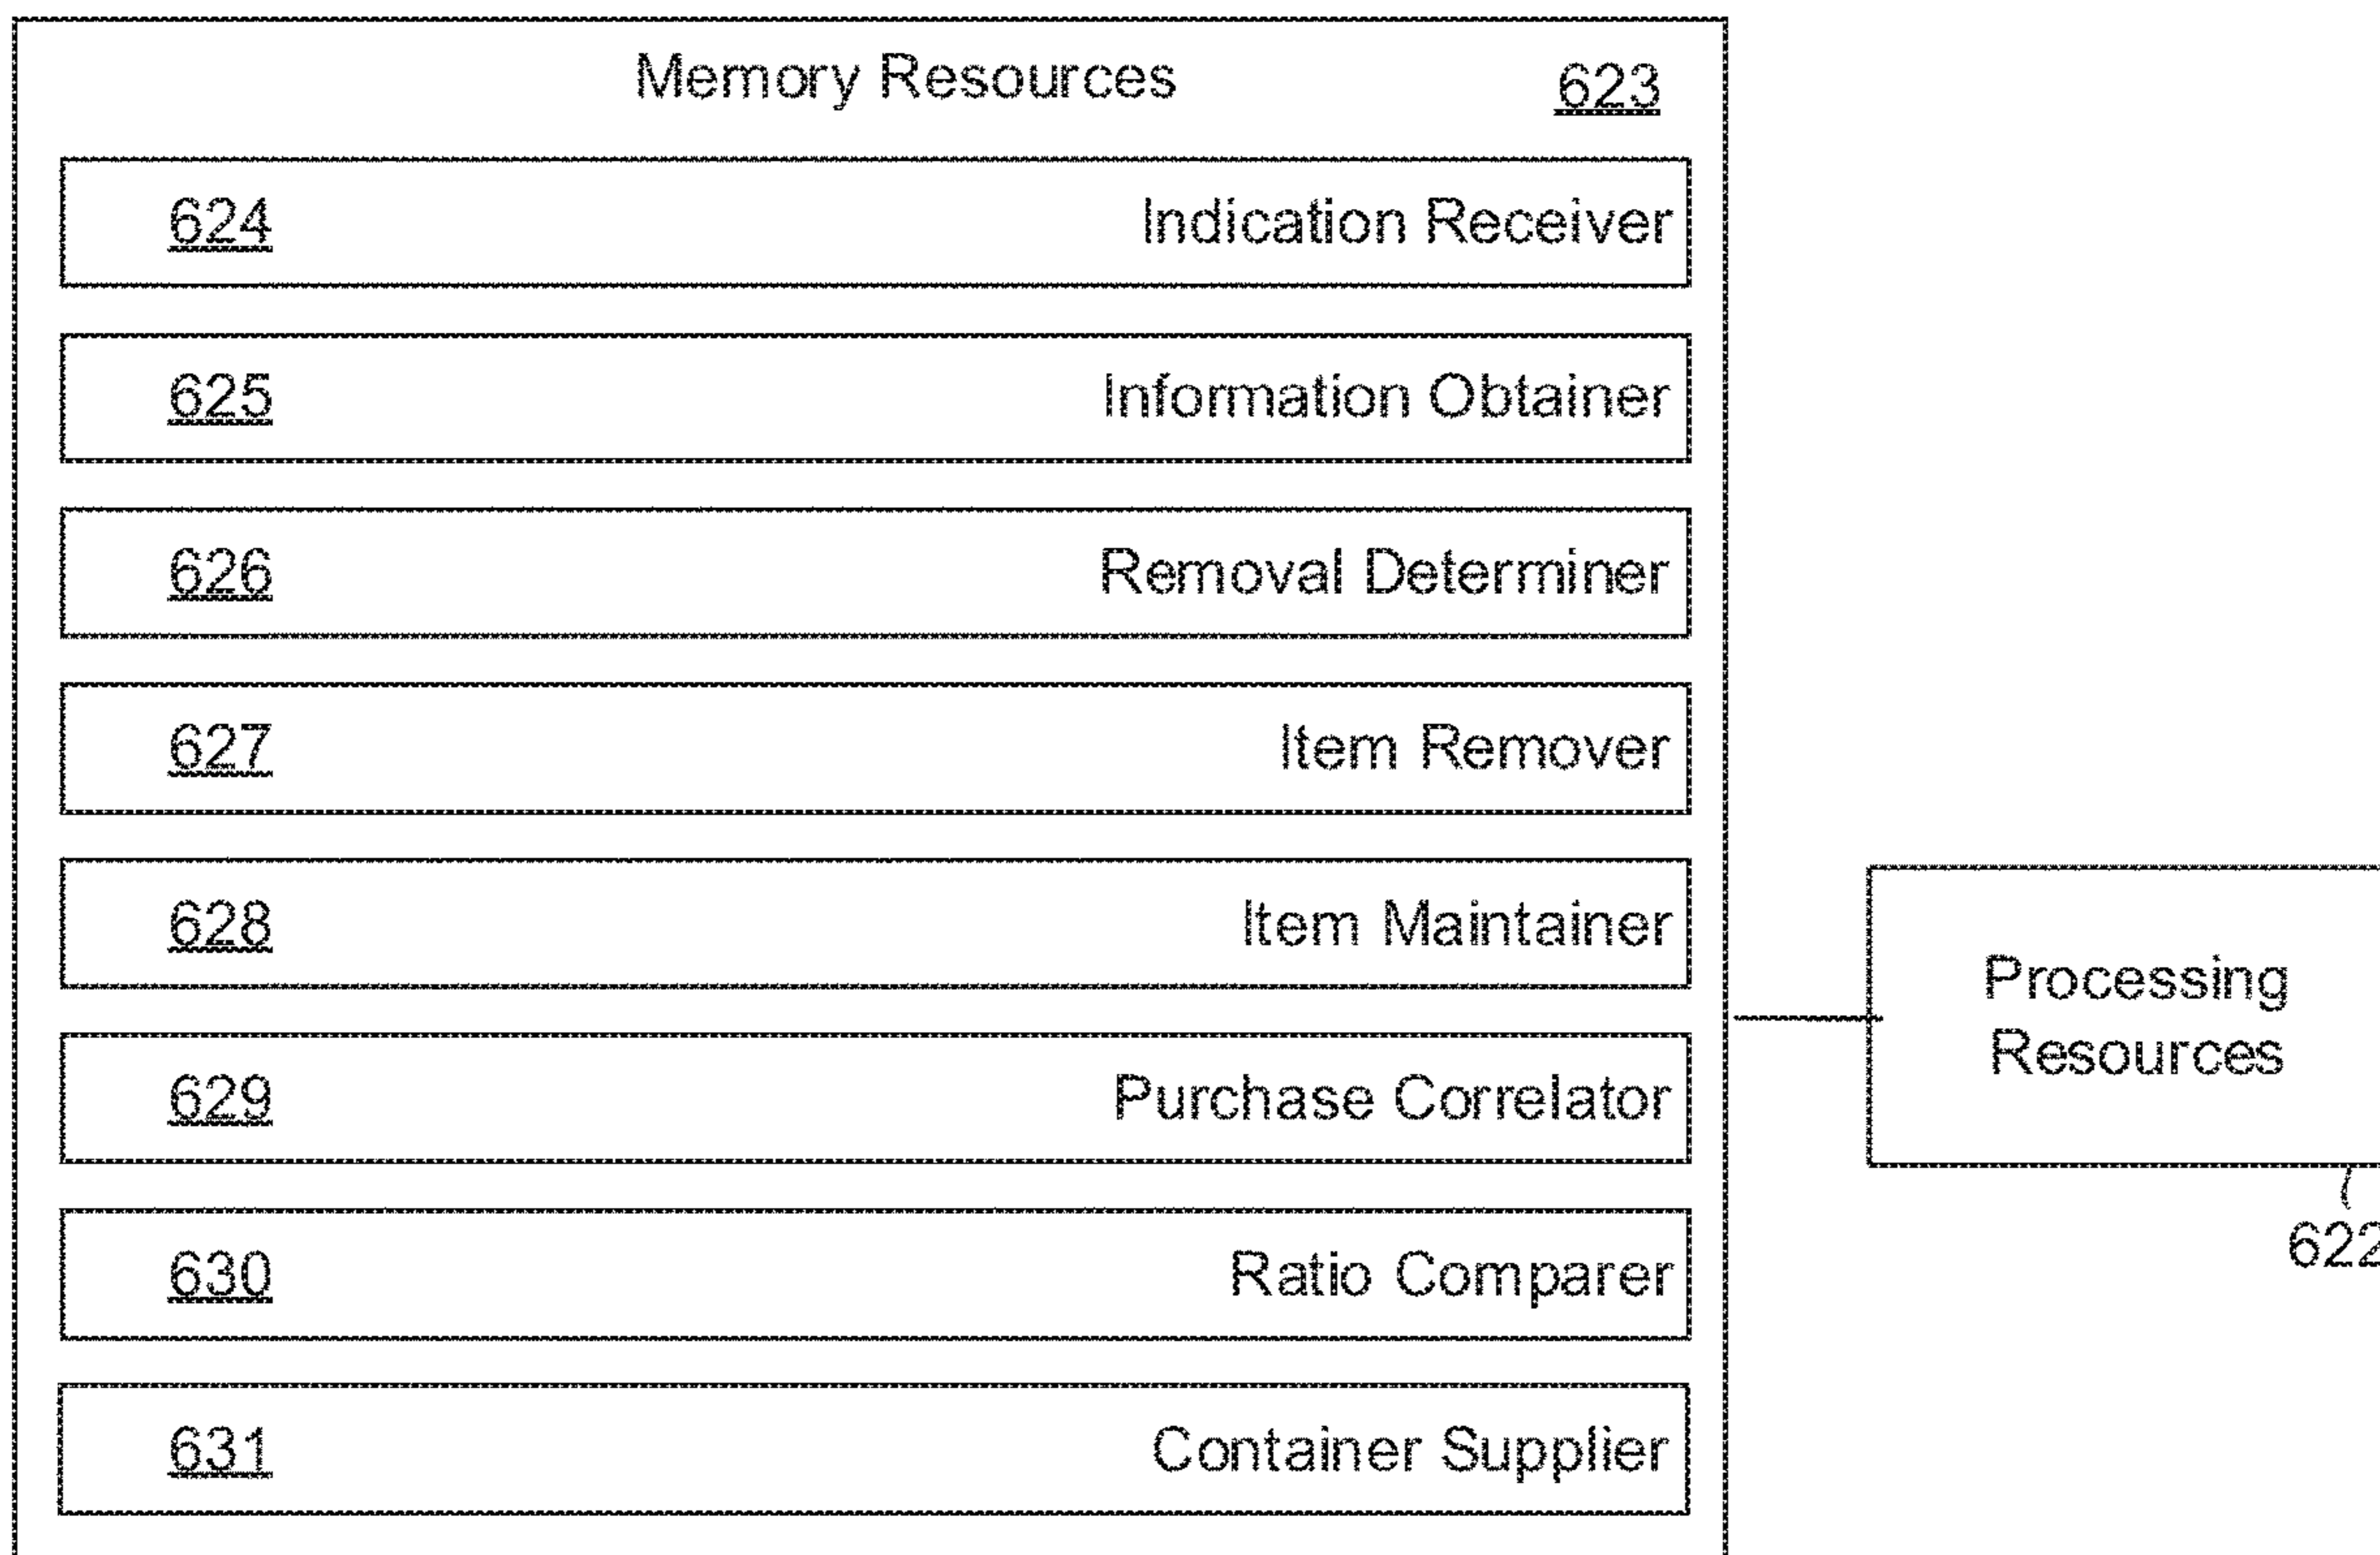 Memory Resources 623
624 Indication Receiver
625 Information Obtainer
626 Removal Determiner
627 Item Remover
628 Item Maintainer
629 Purchase Correlator
630 Ratio Comparer
631 Container Supplier
Processing
Resources
622